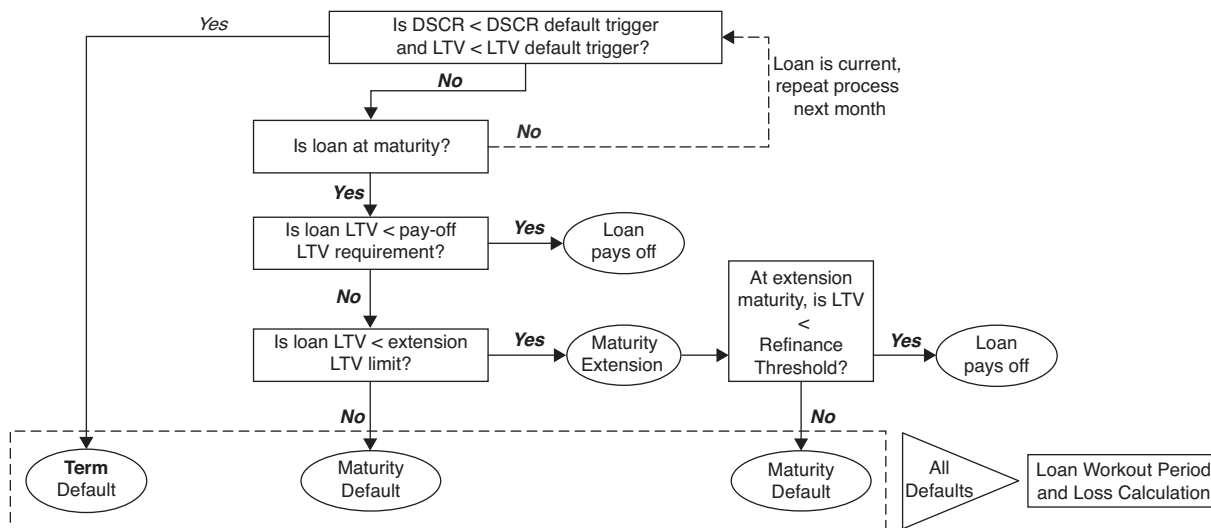 Yes
Is DSCR < DSCR default trigger
and LTV < LTV default trigger?
Loan is current,
repeat process
next month
No
Is loan at maturity?
No
Yes
Is loan LTV < pay-off
LTV requirement?
Yes
Loan
pays off
No
At extension
maturity, is LTV
<
Refinance
Threshold?
Is loan LTV < extension
LTV limit?
Yes
Maturity
Extension
Yes
Loan
pays off
No
No
Term
Default
Maturity
Default
Maturity
Default
All
Defaults
Loan Workout Period
and Loss Calculation